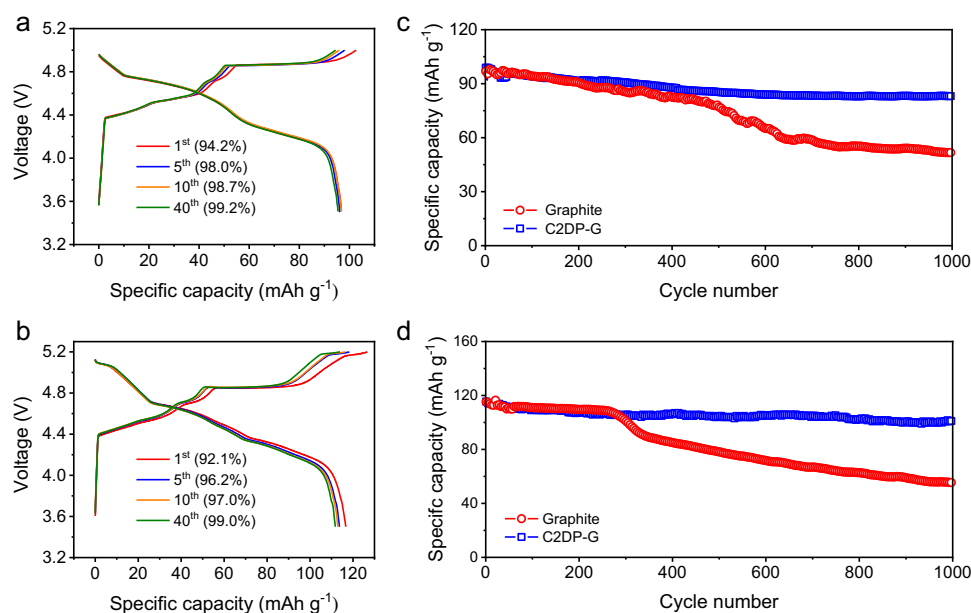 a
5.2
4.8
4.4
4.0
3.6
3.2
Voltage (V)
1st (94.2%)
5th (98.0%)
10th (98.7%)
40th (99.2%)
0 20 40 60 80 100
Specific capacity (mAh g-1)
c
120
90
60
30
0
Specific capacity (mAh g-1)
Graphite
C2DP-G
0 200 400 600 800 1000
Cycle number
b
5.6
5.2
4.8
4.4
4.0
3.6
3.2
Voltage (V)
1st (92.1%)
5th (96.2%)
10th (97.0%)
40th (99.0%)
0 20 40 60 80 100 120
Specific capacity (mAh g-1)
d
160
120
80
40
0
Specifc capacity (mAh g-1)
Graphite
C2DP-G
0 200 400 600 800 1000
Cycle number